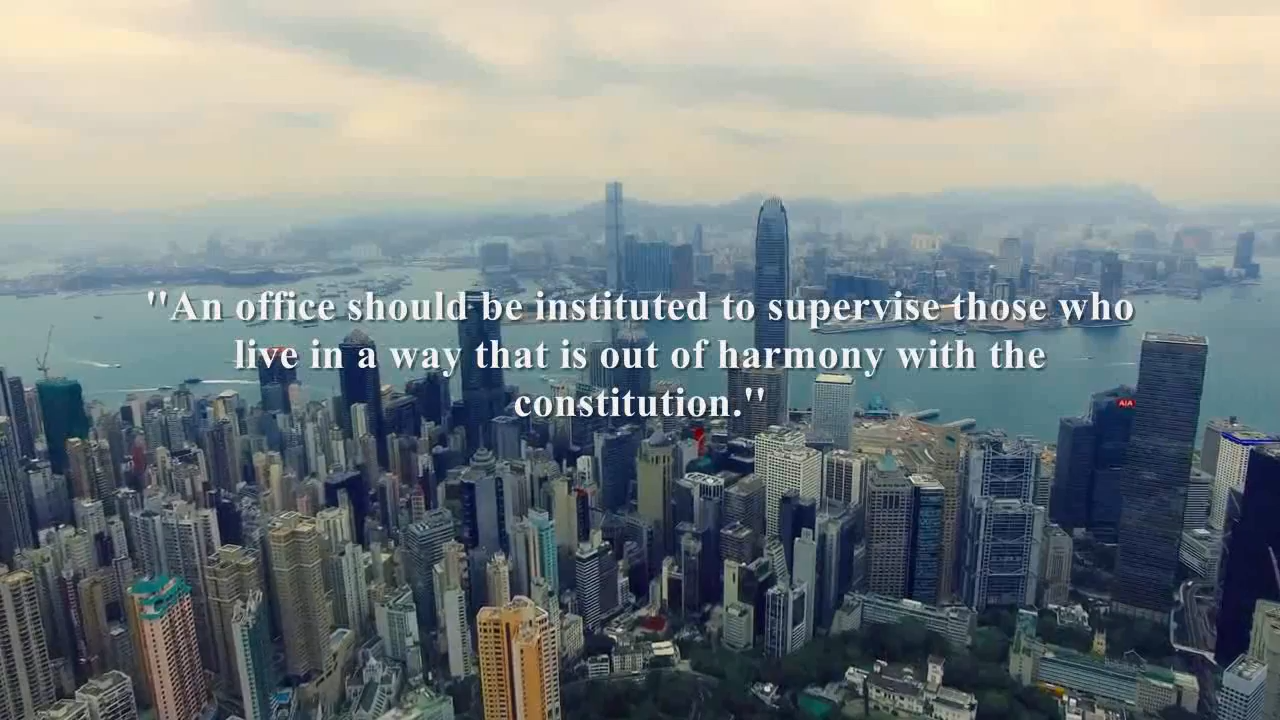 "An office should be instituted to supervise those who
live in a way that is out of harmony with the
constitution."
AIA